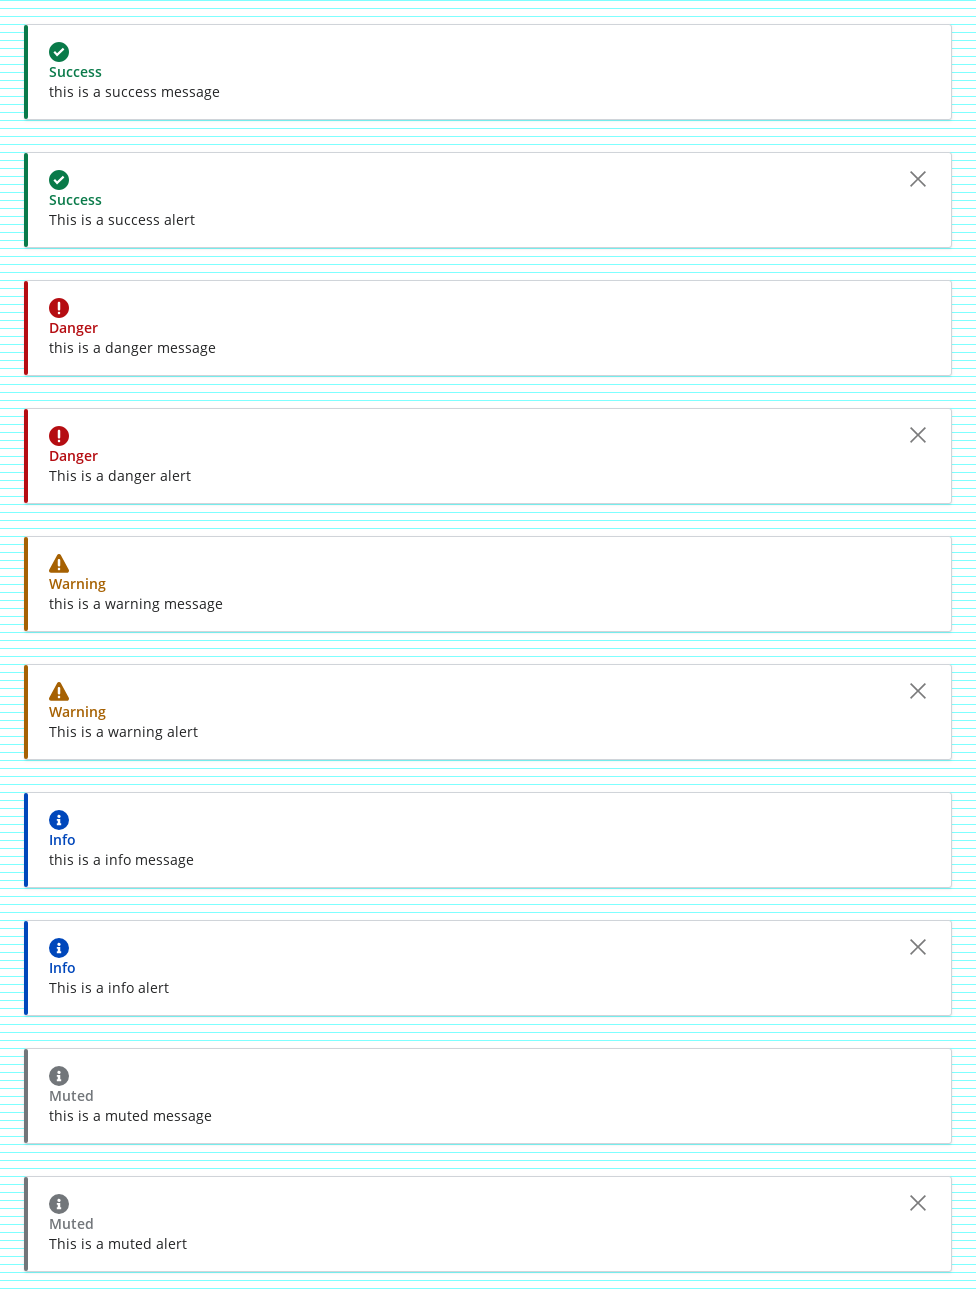 Success
this is a success message
Success
This is a success alert
Danger
this is a danger message
Danger
This is a danger alert
Warning
this is a warning message
Warning
This is a warning alert
Info
this is a info message
Info
This is a info alert
Muted
this is a muted message
Muted
This is a muted alert